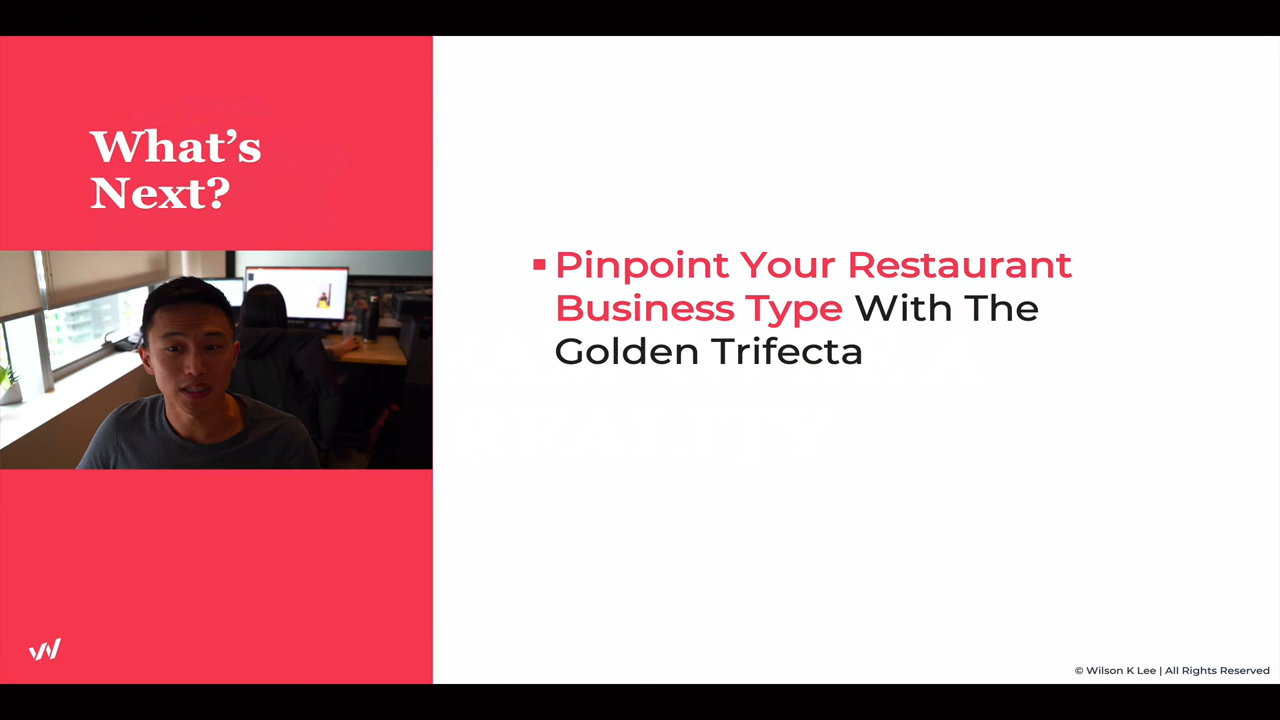 What's
Next?
Pinpoint Your Restaurant
Business Type With The
Golden Trifecta
© Wilson K Lee | All Rights Reserved